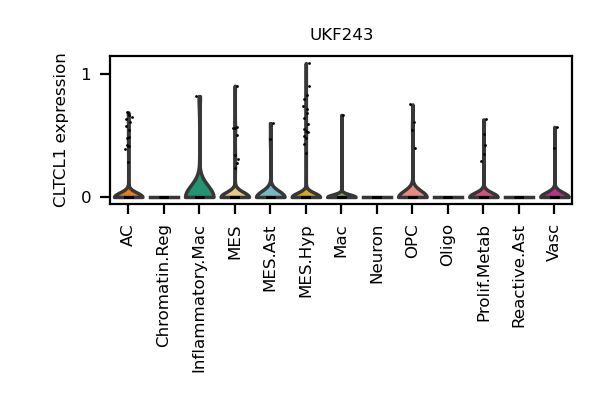 UKF243
CLTCL1 expression
1
0
AC
Chromatin.Reg
Inflammatory.Mac
MES
MES.Ast
MES.Hyp
Mac
Neuron
OPC
Oligo
Prolif.Metab
Reactive.Ast
Vasc